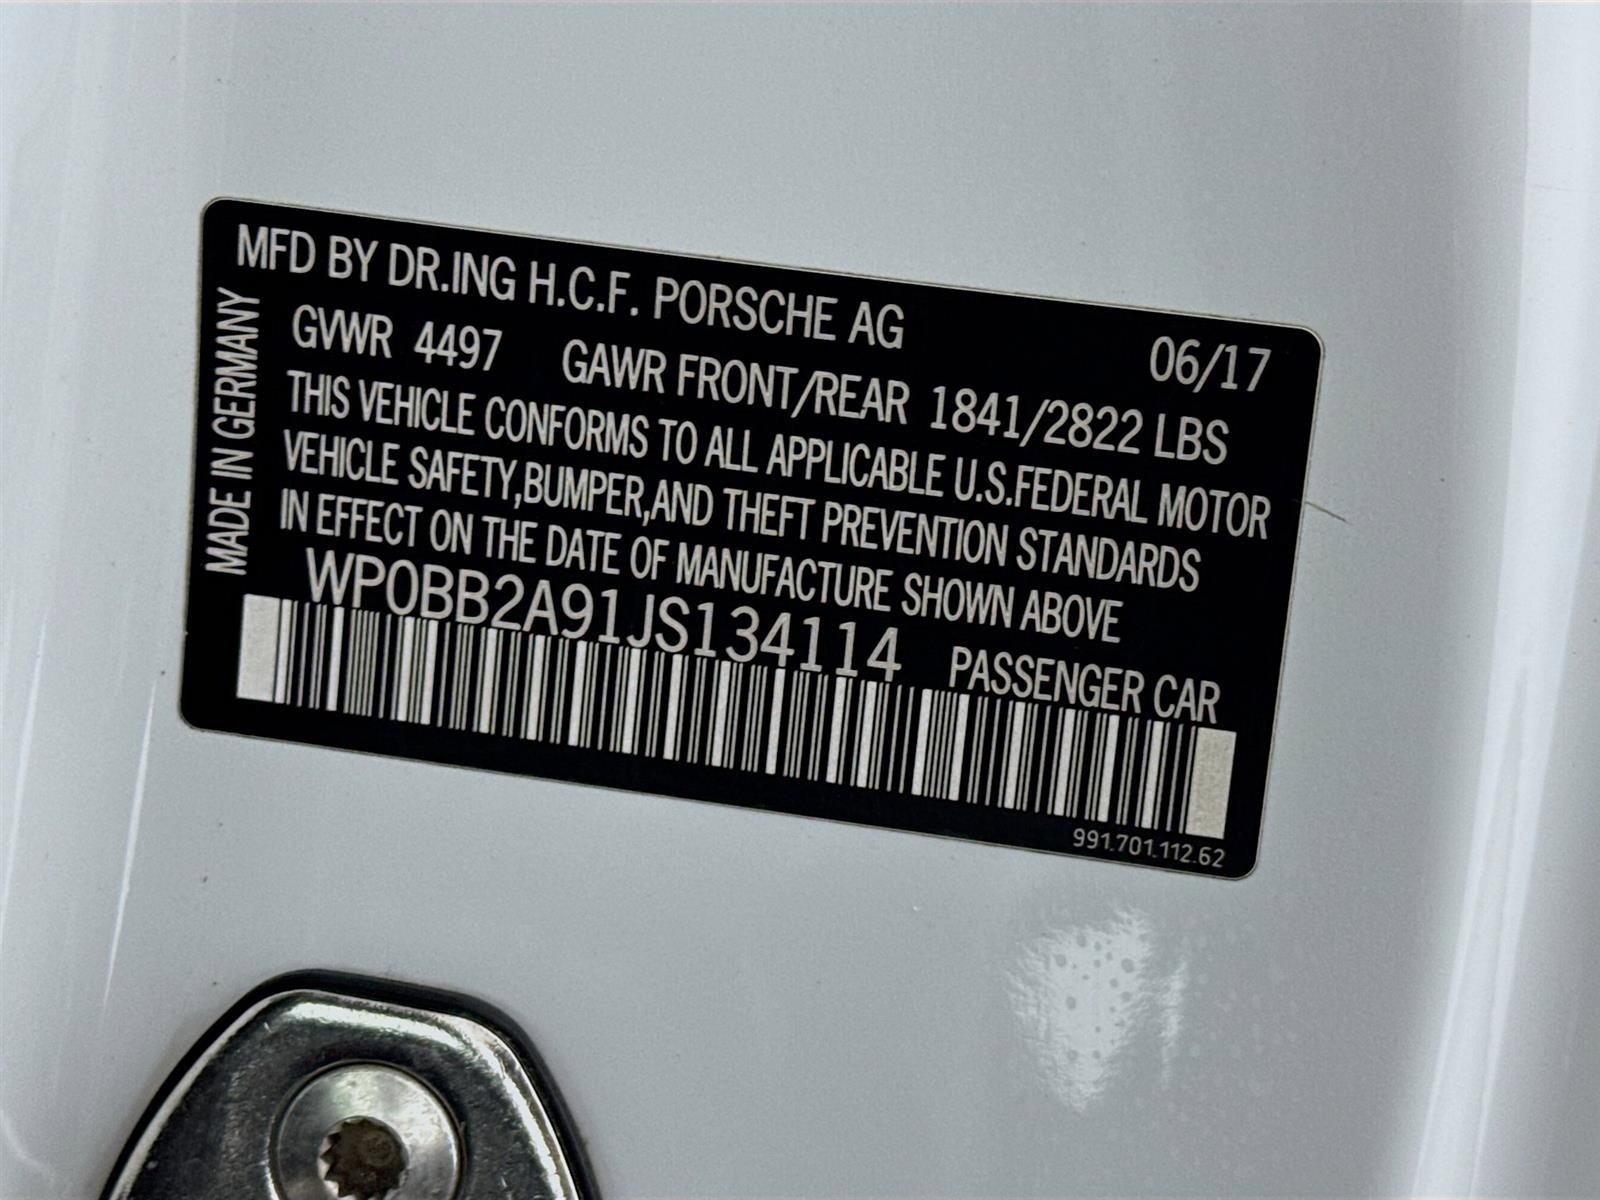 MFD BY DR.ING H.C.F. PORSCHE AG
06/17
GVWR 4497 GAWR FRONT/REAR 1841/2822 LBS
THIS VEHICLE CONFORMS TO ALL APPLICABLE U.S.FEDERAL MOTOR
VEHICLE SAFETY,BUMPER,AND THEFT PREVENTION STANDARDS
IN EFFECT ON THE DATE OF MANUFACTURE SHOWN ABOVE
WP0BB2A91JS134114 PASSENGER CAR
991.701.112.62
MADE IN GERMANY